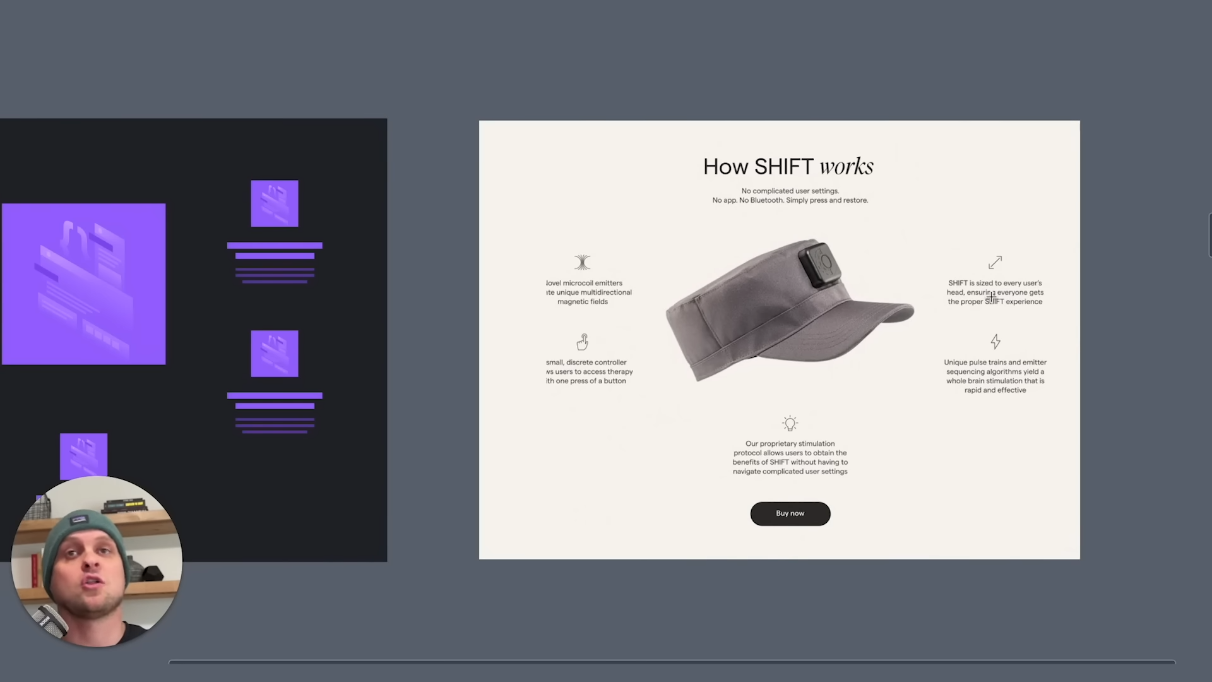 How SHIFT works
No complicated user settings.
No app. No Bluetooth. Simply press and restore.
lovel microcoil emitters
ate unique multidirectional
magnetic fields
small, discrete controller
ws users to access therapy
ith one press of a button
SHIFT is sized to every user's
head, ensuring everyone gets
the proper SHIFT experience
Unique pulse trains and emitter
sequencing algorithms yield a
whole brain stimulation that is
rapid and effective
Our proprietary stimulation
protocol allows users to obtain the
benefits of SHIFT without having to
navigate complicated user settings
Buy now